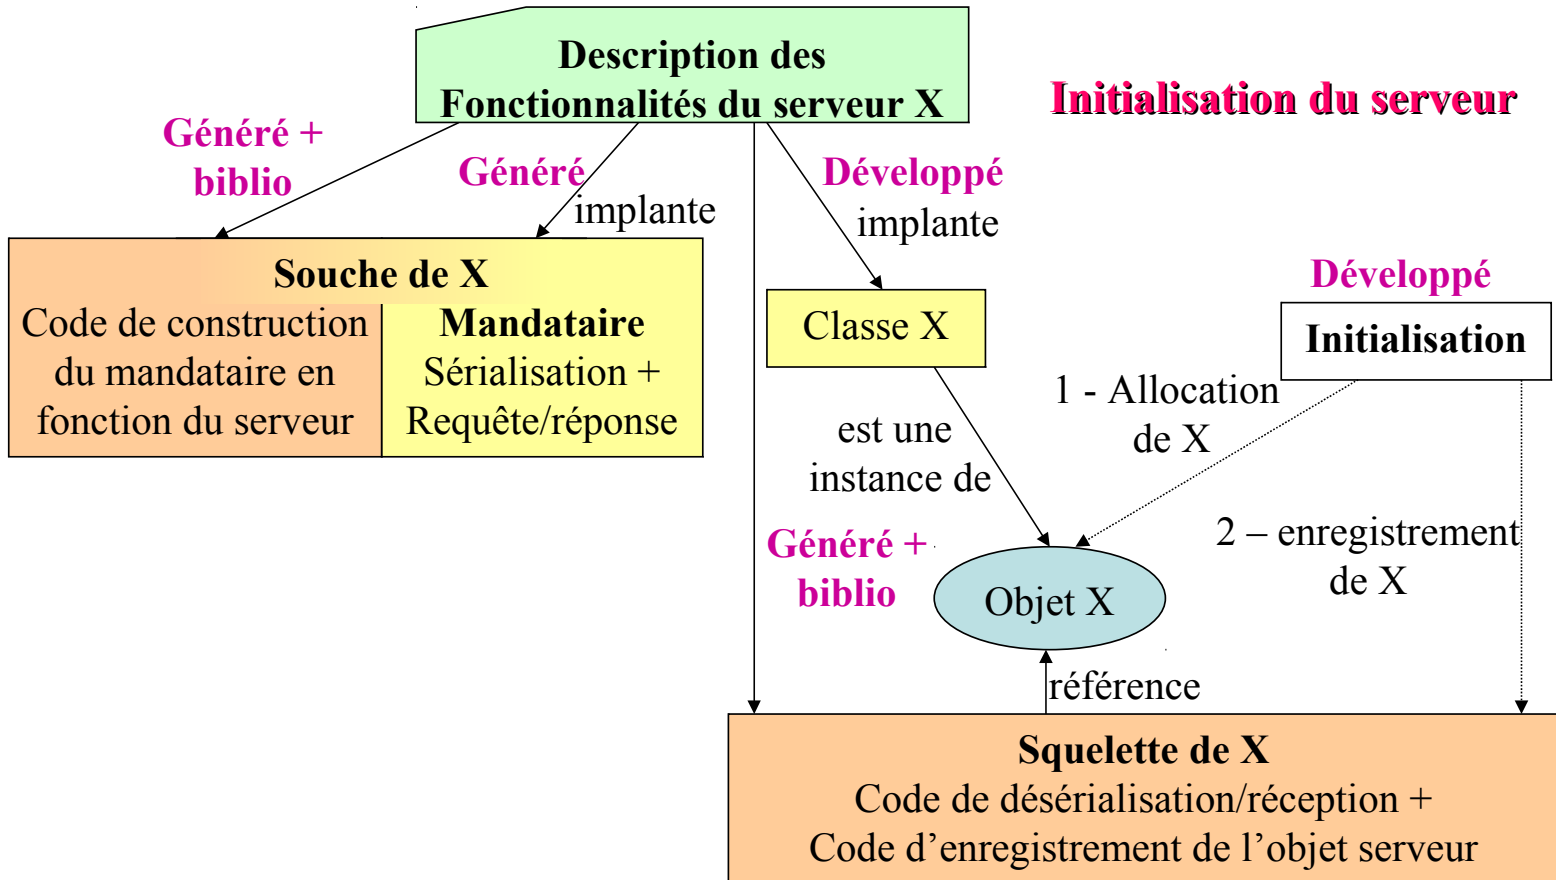 Description des
Fonctionnalités du serveur X
Initialisation du serveur
Généré +
biblio
Généré
implante
Développé
implante
Souche de X
Code de construction
du mandataire en
fonction du serveur
Mandataire
Sérialisation +
Requête/réponse
Classe X
Développé
Initialisation
1 - Allocation
de X
est une
instance de
2 – enregistrement
de X
Généré +
biblio
Objet X
référence
Squelette de X
Code de désérialisation/réception +
Code d’enregistrement de l’objet serveur